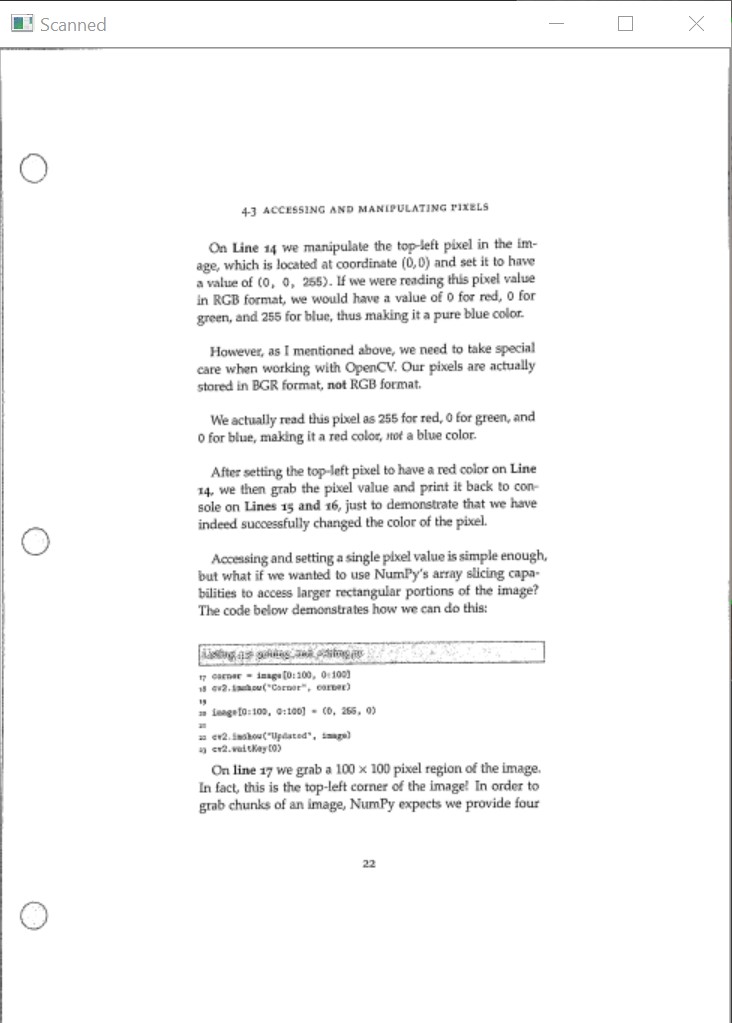 Scanned
4.3 ACCESSING AND MANIPULATING PIXELS
On Line 14 we manipulate the top-left pixel in the im-
age, which is located at coordinate (0,0) and set it to have
a value of (0, 0, 255). If we were reading this pixel value
in RGB format, we would have a value of 0 for red, 0 for
green, and 255 for blue, thus making it a pure blue color.
However, as I mentioned above, we need to take special
care when working with OpenCV. Our pixels are actually
stored in BGR format, not RGB format.
We actually read this pixel as 255 for red, 0 for green, and
0 for blue, making it a red color, not a blue color.
After setting the top-left pixel to have a red color on Line
14, we then grab the pixel value and print it back to con-
sole on Lines 15 and 16, just to demonstrate that we have
indeed successfully changed the color of the pixel.
Accessing and setting a single pixel value is simple enough,
but what if we wanted to use NumPy's array slicing capa-
bilities to access larger rectangular portions of the image?
The code below demonstrates how we can do this:
Listing
17 corner = image[0:100, 0:100]
18 cv2.imshow("Corner", corner)
19
20 image[0:100, 0:100] = (0, 255, 0)
21
22 cv2.imshow("Updated", image)
23 cv2.waitKey(0)
On line 17 we grab a 100 × 100 pixel region of the image.
In fact, this is the top-left corner of the image! In order to
grab chunks of an image, NumPy expects we provide four
22